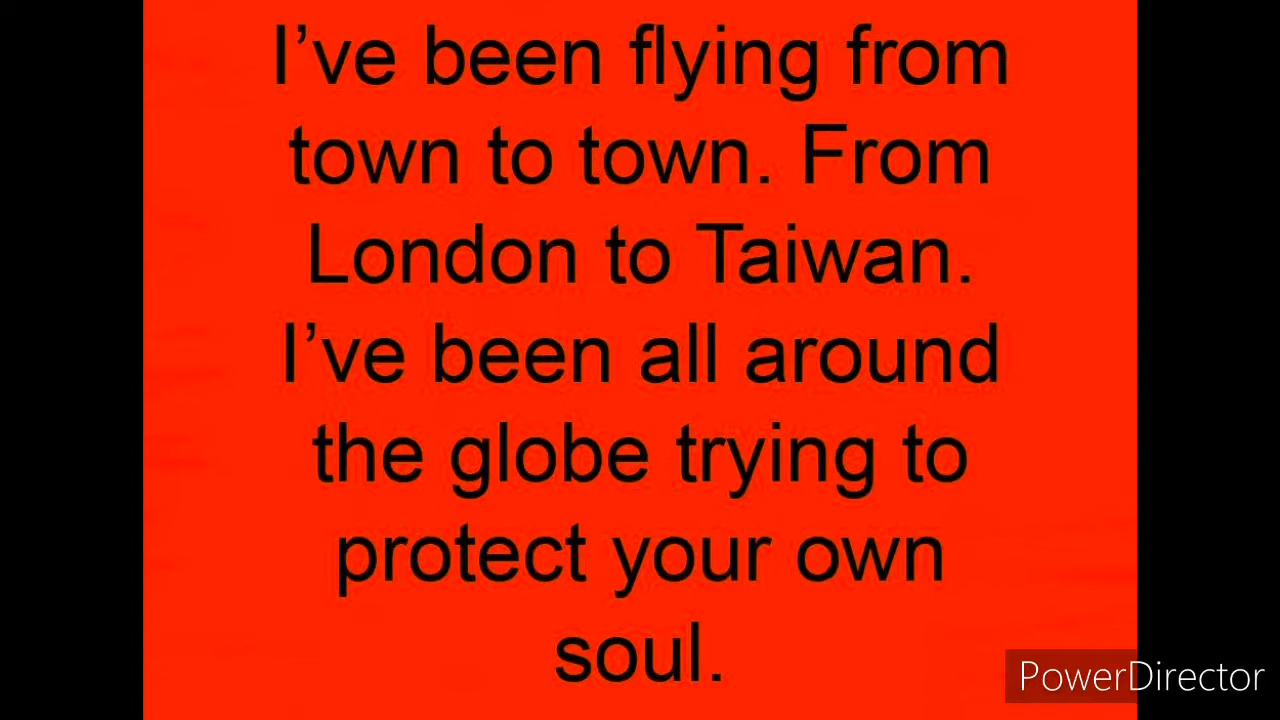 I’ve been flying from
town to town. From
London to Taiwan.
I’ve been all around
the globe trying to
protect your own
soul.
PowerDirector